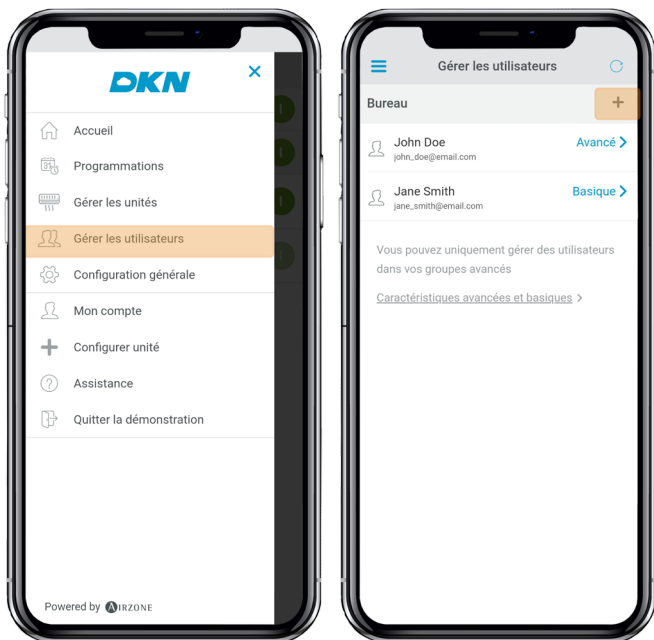 DKN
×
Accueil
31
Programmations
Gérer les unités
Gérer les utilisateurs
Configuration générale
Mon compte
Configurer unité
? Assistance
Quitter la démonstration
Powered by AIRZONE
Gérer les utilisateurs
Bureau +
John Doe Avancé >
john_doe@email.com
Jane Smith Basique >
jane_smith@email.com
Vous pouvez uniquement gérer des utilisateurs
dans vos groupes avancés
Caractéristiques avancées et basiques >